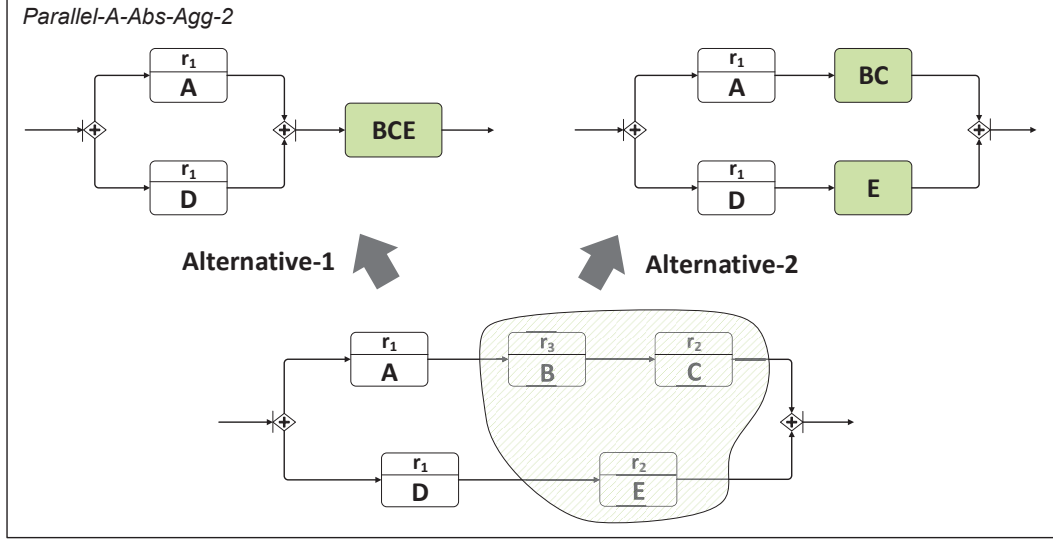 Parallel-A-Abs-Agg-2
r1
A
BCE
r1
D
r1
A
BC
r1
D
E
Alternative-1
Alternative-2
r1
A
r3
B
r2
C
r1
D
r2
E